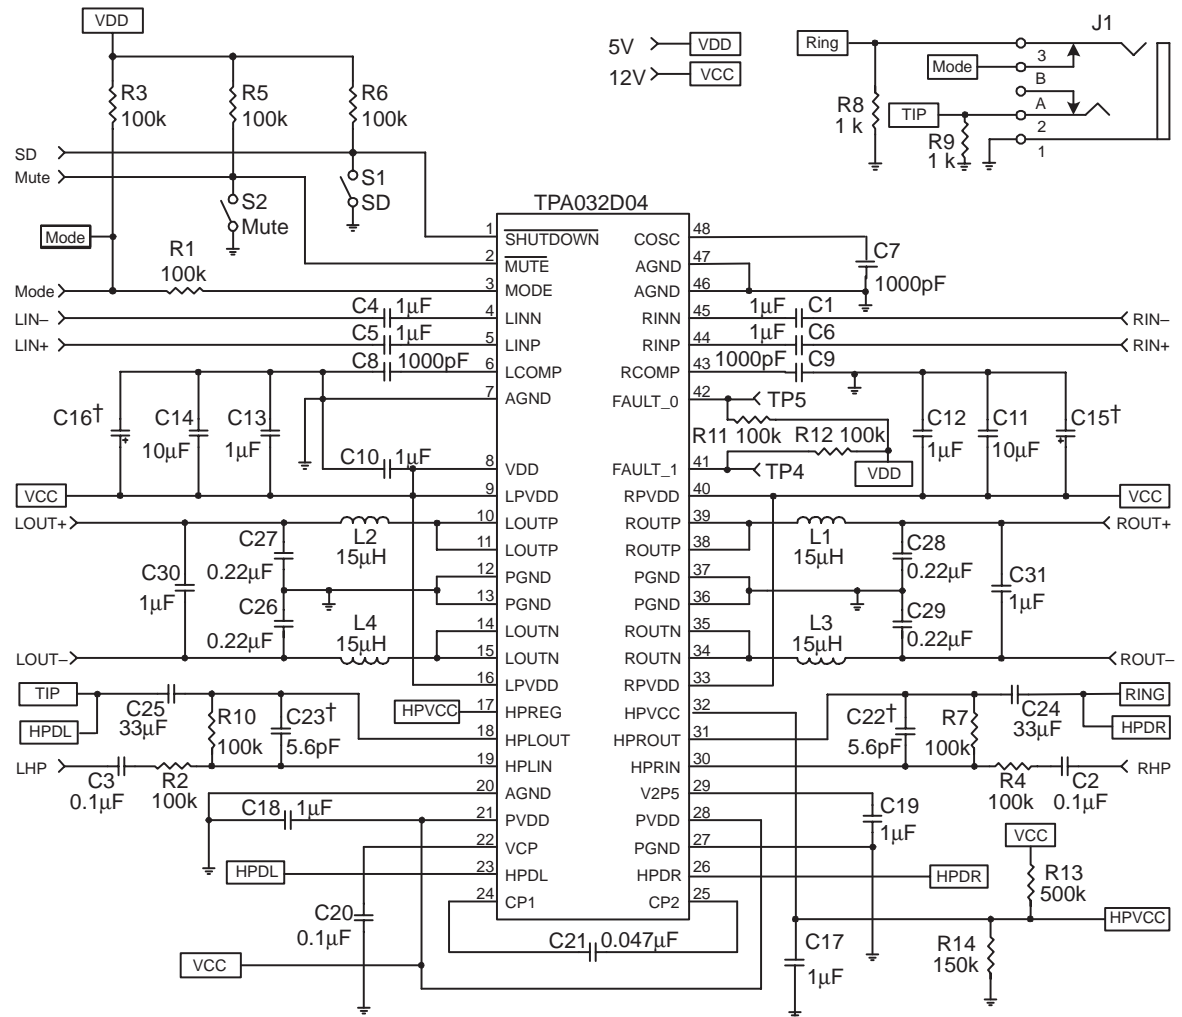 VDD
R3
100k
R5
100k
R6
100k
SD
Mute
S1
SD
S2
Mute
Mode
R1
100k
Mode
LIN–
LIN+
C4 1μF
C5 1μF
C8 1000pF
5V VDD
12V VCC
Ring
Mode
TIP
R8
1 k
R9
1 k
J1
3
B
A
2
1
TPA032D04
1 SHUTDOWN
2 MUTE
3 MODE
4 LINN
5 LINP
6 LCOMP
7 AGND
8 VDD
9 LPVDD
10 LOUTP
11 LOUTP
12 PGND
13 PGND
14 LOUTN
15 LOUTN
16 LPVDD
17 HPREG
18 HPLOUT
19 HPLIN
20 AGND
21 PVDD
22 VCP
23 HPDL
24 CP1
COSC 48
AGND 47
AGND 46
RINN 45
RINP 44
RCOMP 43
FAULT_0 42
FAULT_1 41
RPVDD 40
ROUTP 39
ROUTP 38
PGND 37
PGND 36
ROUTN 35
ROUTN 34
RPVDD 33
HPVCC 32
HPROUT 31
HPRIN 30
V2P5 29
PVDD 28
PGND 27
HPDR 26
CP2 25
C7
1000pF
1μF C1
1μF C6
1000pF C9
RIN–
RIN+
C16†
C14
10μF
C13
1μF
C10 1μF
VCC
TP5
R11 100k
R12 100k
TP4
VDD
C12
1μF
C11
10μF
C15†
VCC
LOUT+
C30
1μF
C27
0.22μF
C26
0.22μF
L2
15μH
L4
15μH
LOUT–
L1
15μH
L3
15μH
C28
0.22μF
C29
0.22μF
C31
1μF
ROUT+
ROUT–
TIP
HPDL
C25
33μF
R10
100k
C23†
5.6pF
HPVCC
LHP
C3
0.1μF
R2
100k
C22†
5.6pF
R7
100k
C24
33μF
RING
HPDR
R4
100k
C2
0.1μF
RHP
C18 1μF
HPDL
C20
0.1μF
VCC
C21 0.047μF
C19
1μF
VCC
R13
500k
HPDR
HPVCC
C17
1μF
R14
150k